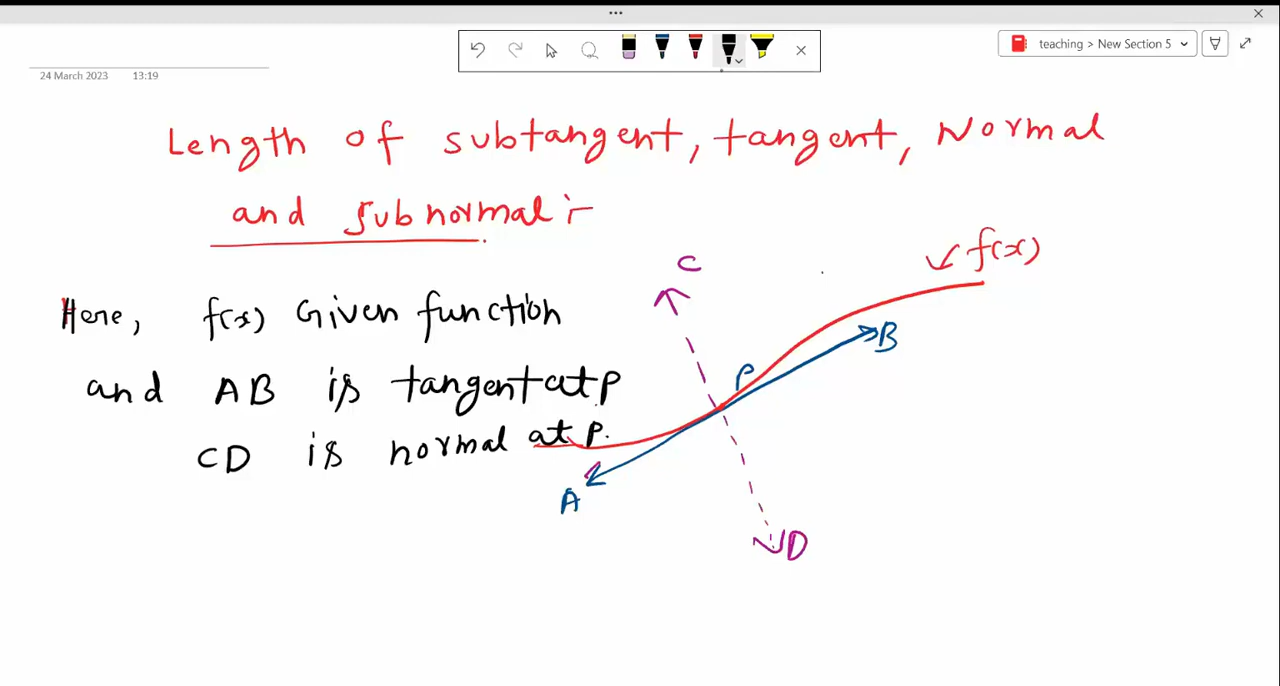 teaching > New Section 5
24 March 2023 13:19
Length of subtangent, tangent, Normal
and subnormal :-
C
f(x)
Here, f(x) Given function
B
P
and AB is tangent at P
CD is normal at P.
A
D